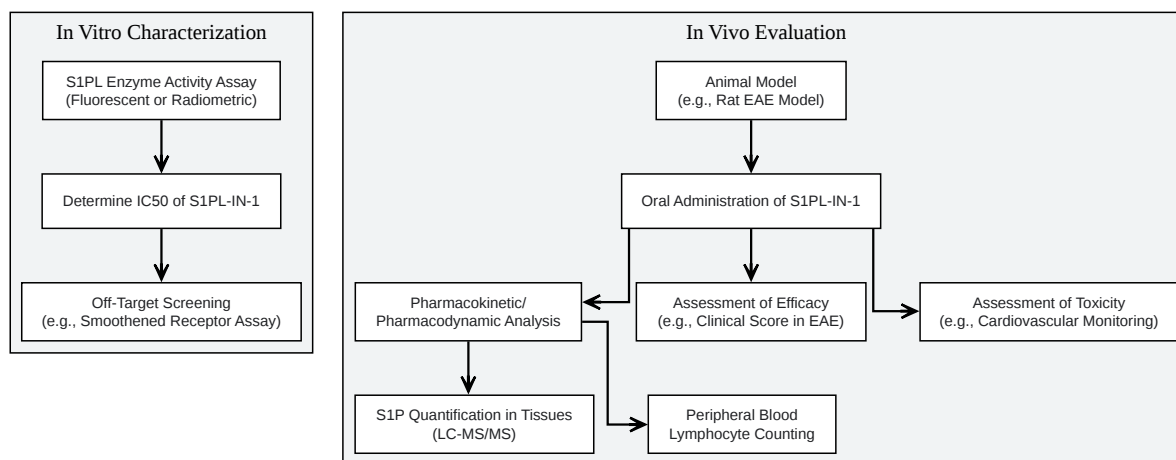 In Vitro Characterization
S1PL Enzyme Activity Assay
(Fluorescent or Radiometric)
Determine IC50 of S1PL-IN-1
Off-Target Screening
(e.g., Smoothened Receptor Assay)
In Vivo Evaluation
Animal Model
(e.g., Rat EAE Model)
Oral Administration of S1PL-IN-1
Pharmacokinetic/
Pharmacodynamic Analysis
Assessment of Efficacy
(e.g., Clinical Score in EAE)
Assessment of Toxicity
(e.g., Cardiovascular Monitoring)
S1P Quantification in Tissues
(LC-MS/MS)
Peripheral Blood
Lymphocyte Counting